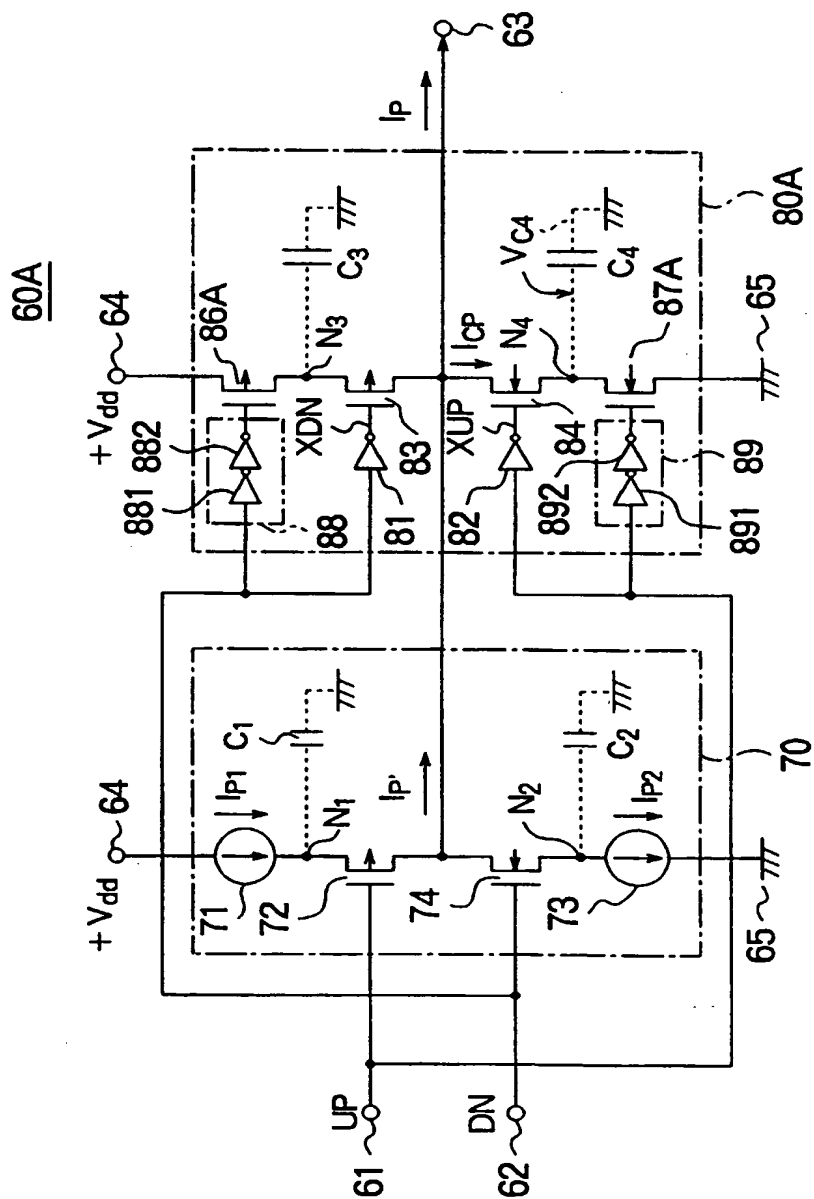 60A
+Vdd 64
+Vdd 64
881 882
86A
88
N3
C3
XDN
81
83
IP
63
71
IP1
N1
C1
72
IP'
UP
61
DN
62
74
N2
C2
73
IP2
65
70
ICP
XUP
82
84
N4
VC4
C4
892
891
89
87A
65
80A